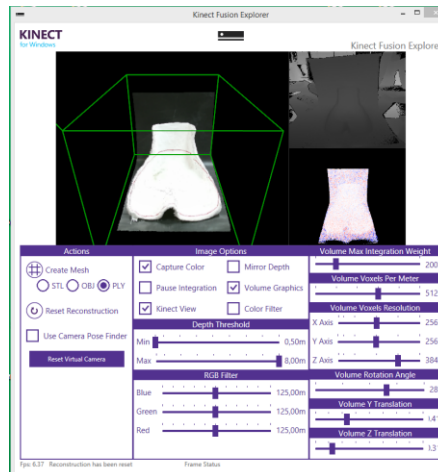 Kinect Fusion Explorer
KINECT
for Windows
Kinect Fusion Explore
Actions
Create Mesh
STL OBJ PLY
Reset Reconstruction
Use Camera Pose Finder
Reset Virtual Camera
Image Options
Capture Color
Mirror Depth
Pause Integration
Volume Graphics
Kinect View
Color Filter
Depth Threshold
Min 0,50m
Max 8,00m
RGB Filter
Blue 125,00m
Green 125,00m
Red 125,00m
Volume Max Integration Weight
200
Volume Voxels Per Meter
512
Volume Voxels Resolution
X Axis 256
Y Axis 256
Z Axis 384
Volume Rotation Angle
28
Volume Y Translation
Volume Z Translation
Fps: 6,37 Reconstruction has been reset
Frame Status